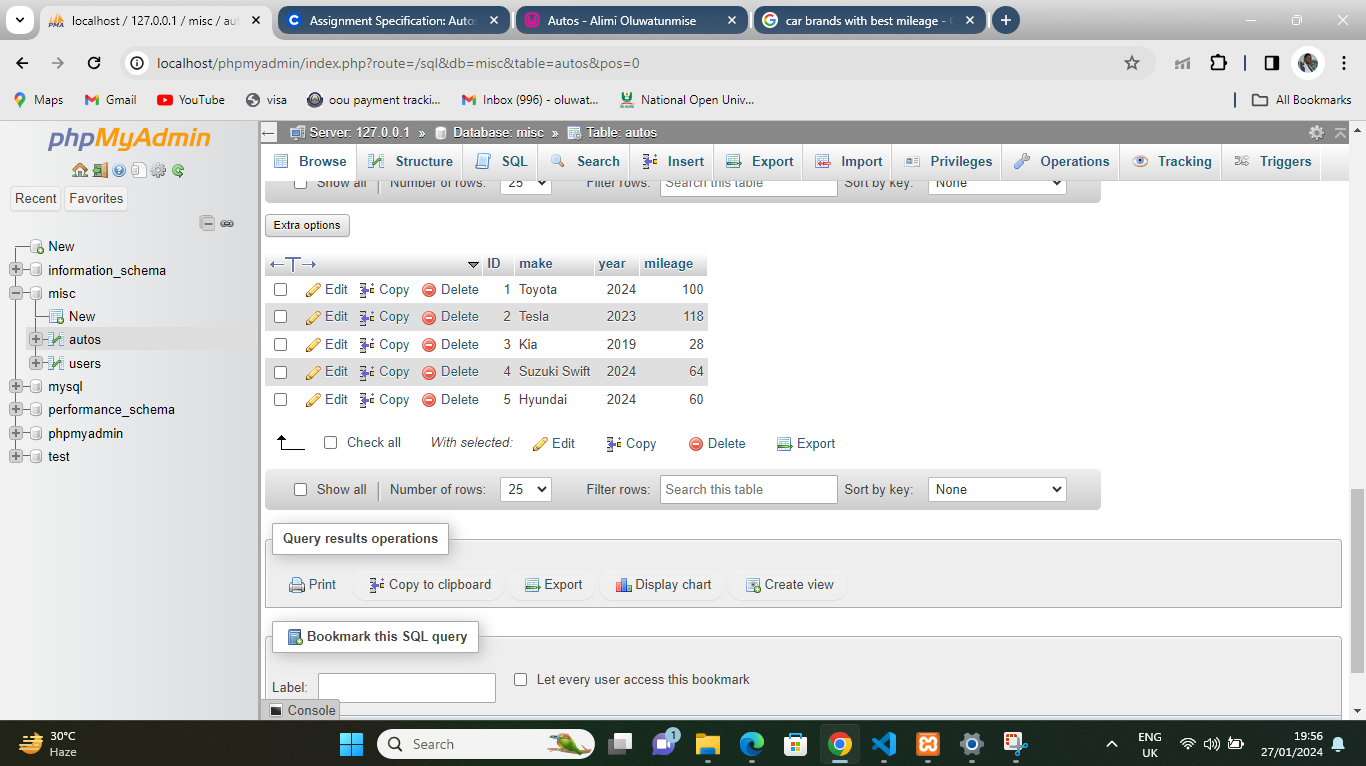 localhost / 127.0.0.1 / misc / aut
Assignment Specification: Autos
Autos - Alimi Oluwatunmise
car brands with best mileage -
localhost/phpmyadmin/index.php?route=/sql&db=misc&table=autos&pos=0
Maps Gmail YouTube visa oou payment tracki... Inbox (996) - oluwat... National Open Univ... All Bookmarks
phpMyAdmin
Recent Favorites
New
information_schema
misc
New
autos
users
mysql
performance_schema
phpmyadmin
test
Server: 127.0.0.1 » Database: misc » Table: autos
Browse Structure SQL Search Insert Export Import Privileges Operations Tracking Triggers
Show all Number of rows: 25 Filter rows: Search this table Sort by key: None
Extra options
ID make year mileage
Edit Copy Delete 1 Toyota 2024 100
Edit Copy Delete 2 Tesla 2023 118
Edit Copy Delete 3 Kia 2019 28
Edit Copy Delete 4 Suzuki Swift 2024 64
Edit Copy Delete 5 Hyundai 2024 60
Check all With selected: Edit Copy Delete Export
Show all Number of rows: 25 Filter rows: Search this table Sort by key: None
Query results operations
Print Copy to clipboard Export Display chart Create view
Bookmark this SQL query
Label: Let every user access this bookmark
Console
30°C
Haze
Search
1
ENG
UK
19:56
27/01/2024